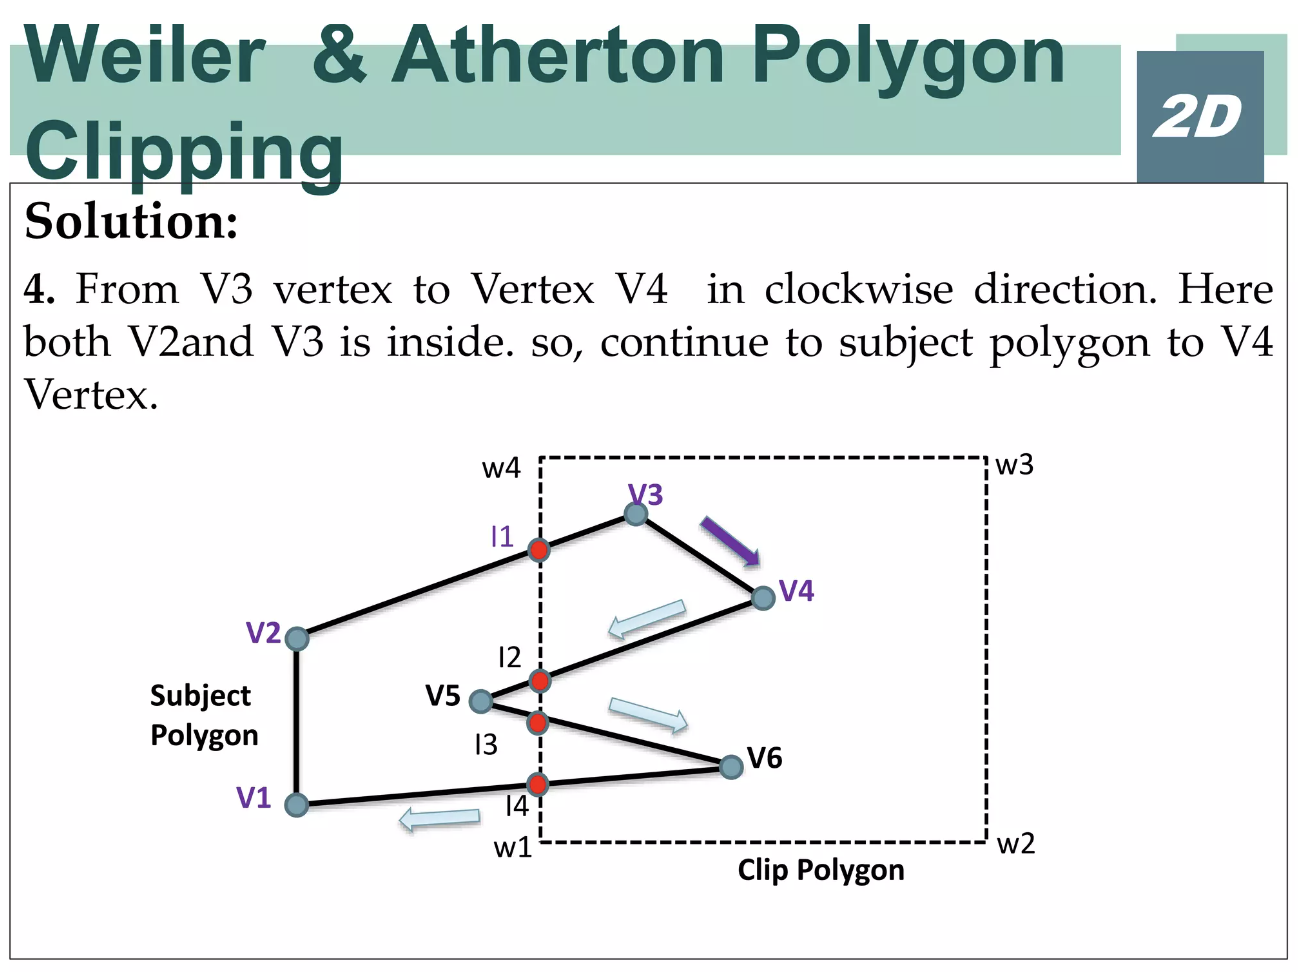 Weiler & Atherton Polygon
Clipping
2D
Solution:
4. From V3 vertex to Vertex V4 in clockwise direction. Here
both V2and V3 is inside. so, continue to subject polygon to V4
Vertex.
w4
w3
V3
I1
V4
V2
I2
Subject
Polygon
V5
I3
V6
V1
I4
w1
w2
Clip Polygon